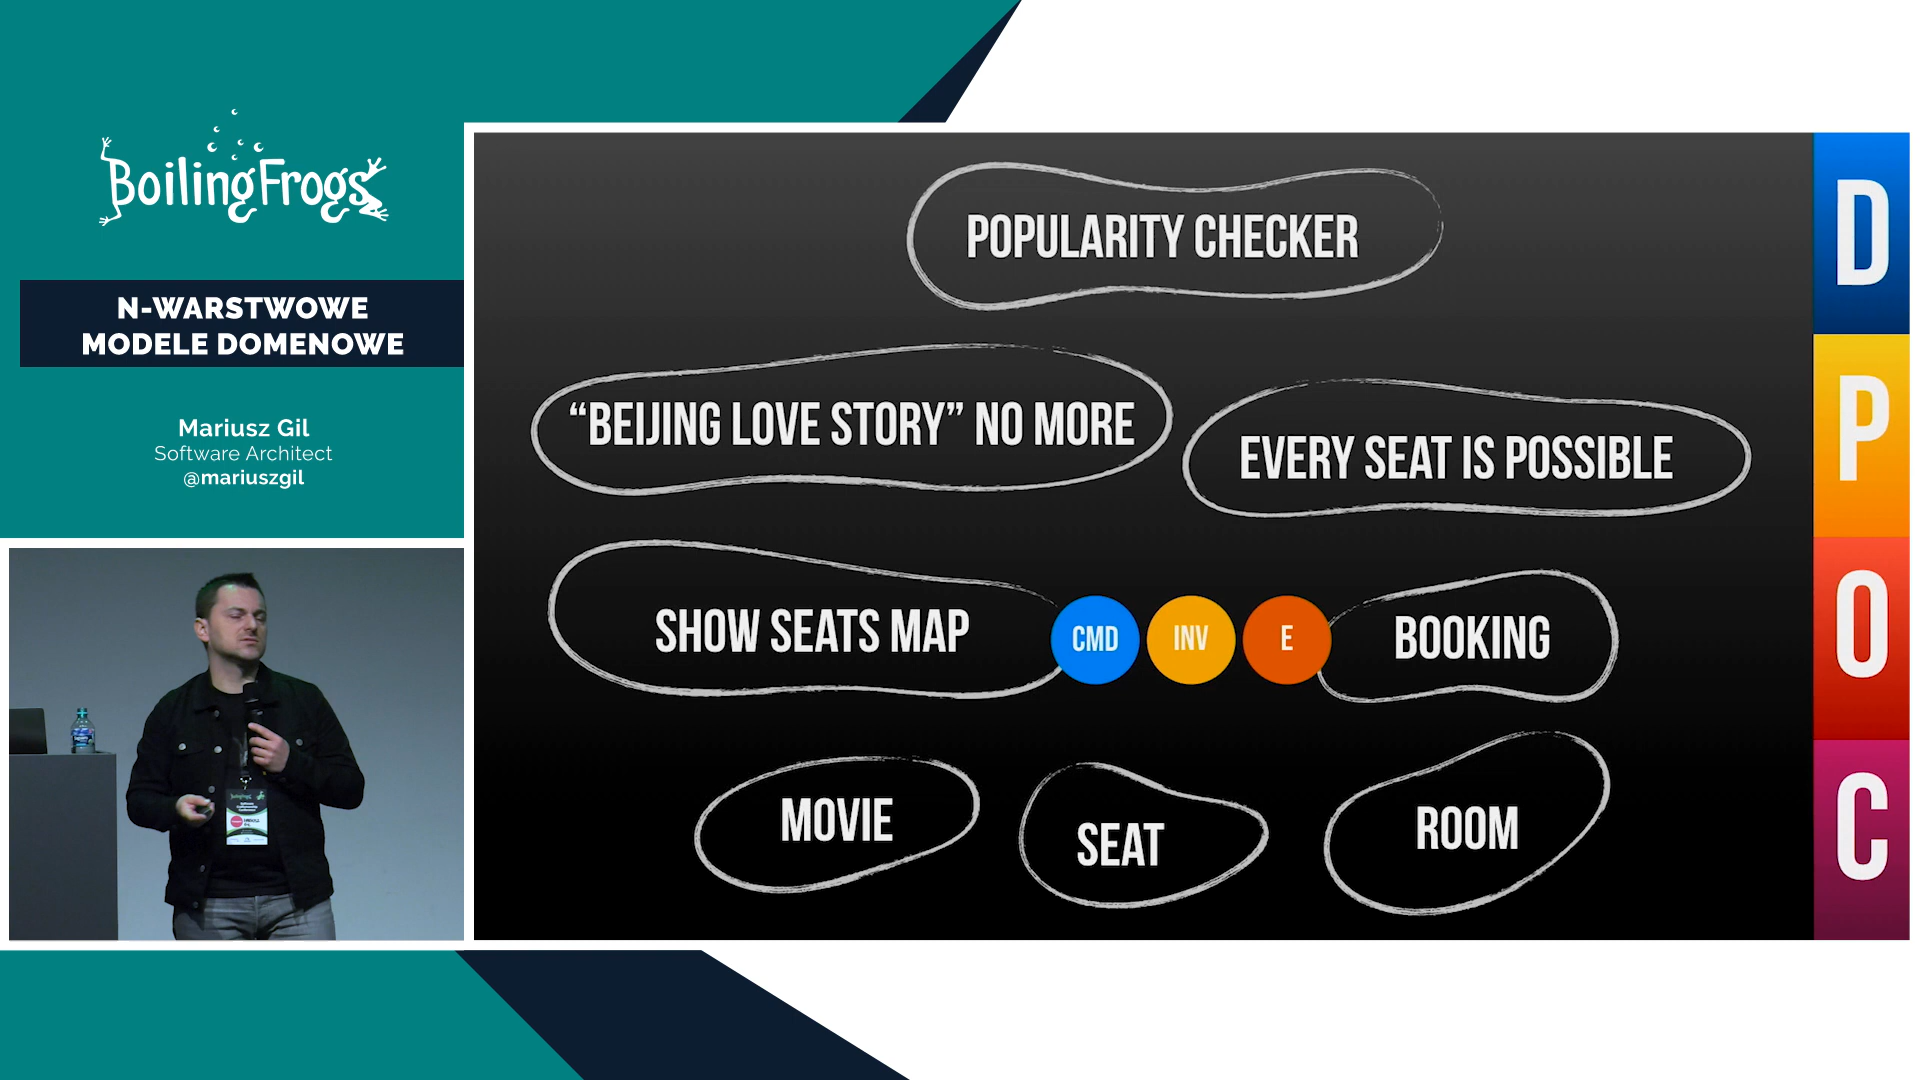 BoilingFrogs
N-WARSTWOWE
MODELE DOMENOWE
Mariusz Gil
Software Architect
@mariuszgil
POPULARITY CHECKER
“BEIJING LOVE STORY” NO MORE
EVERY SEAT IS POSSIBLE
SHOW SEATS MAP
CMD
INV
E
BOOKING
MOVIE
SEAT
ROOM
D
P
O
C